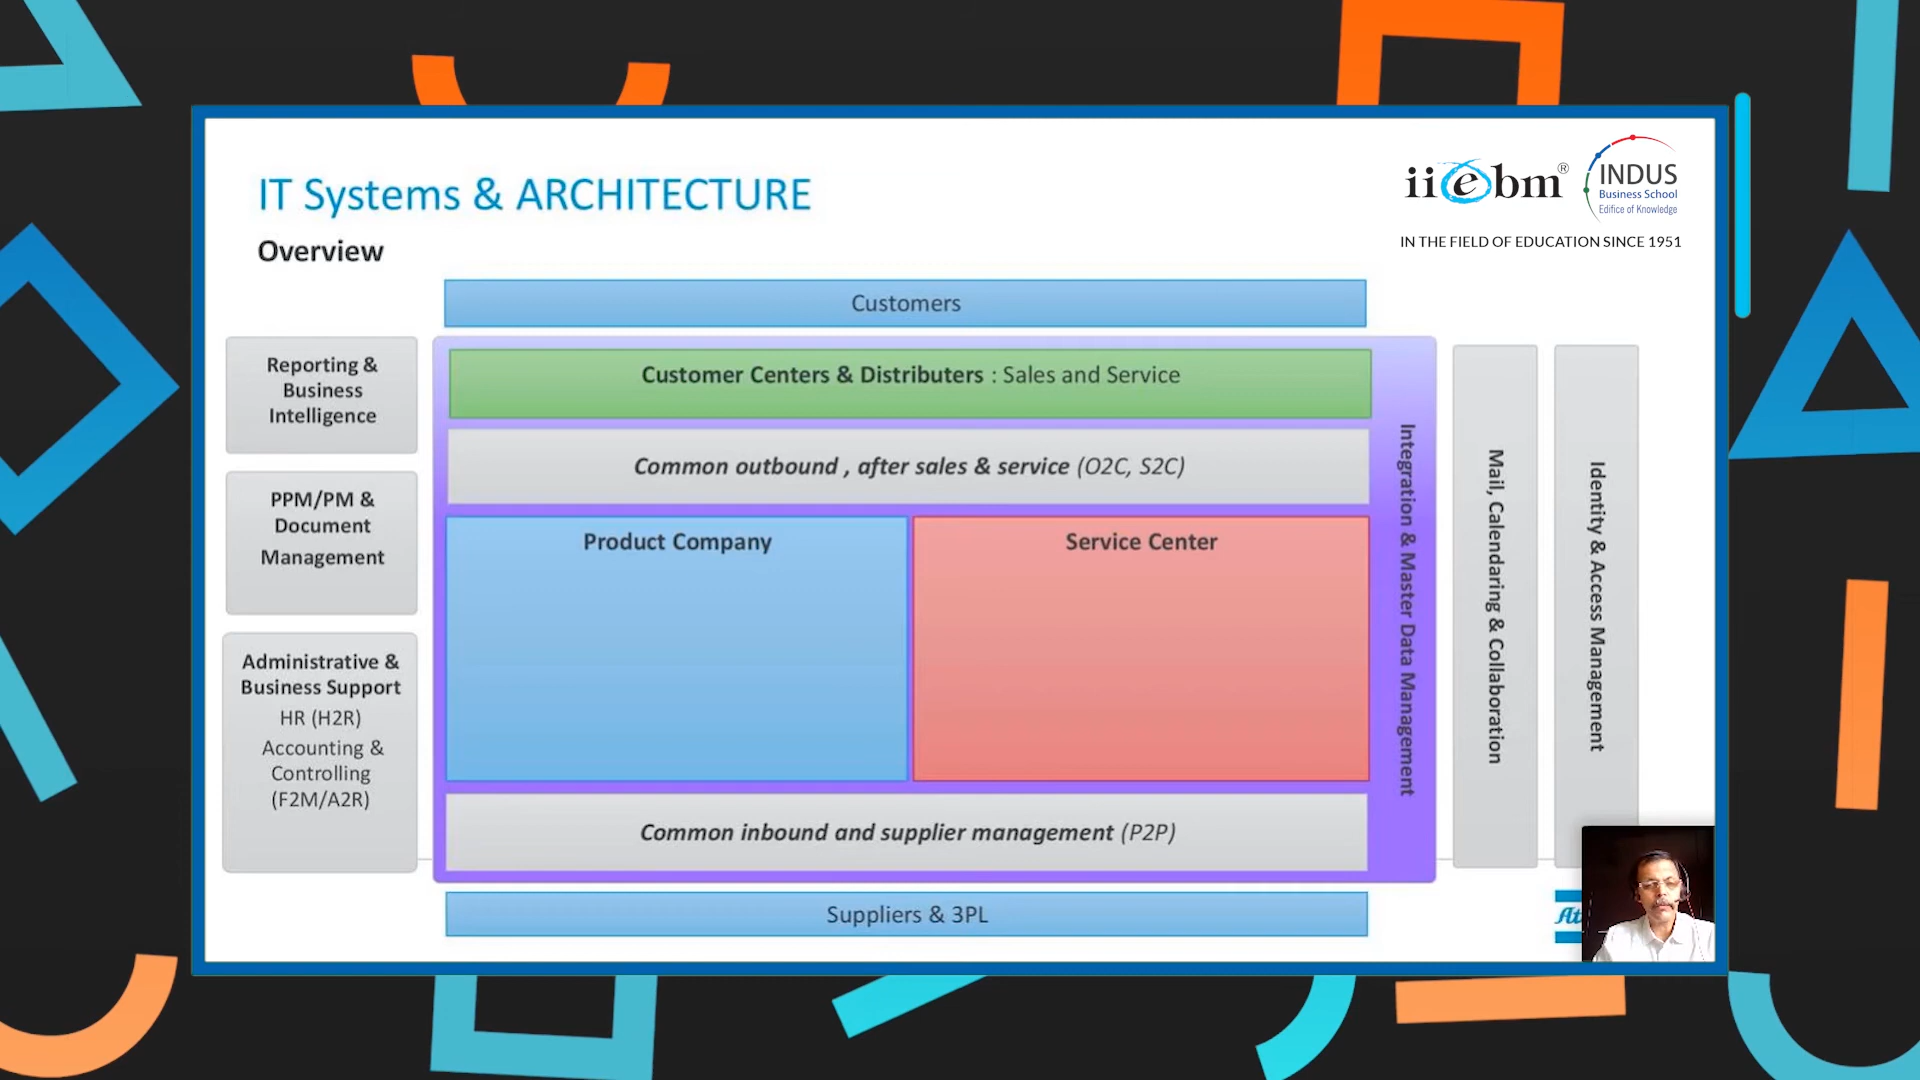 IT Systems & ARCHITECTURE
Overview
iiebm®
INDUS
Business School
Edifice of Knowledge
IN THE FIELD OF EDUCATION SINCE 1951
Customers
Reporting &
Business
Intelligence
PPM/PM &
Document
Management
Administrative &
Business Support
HR (H2R)
Accounting &
Controlling
(F2M/A2R)
Customer Centers & Distributers : Sales and Service
Common outbound , after sales & service (O2C, S2C)
Product Company
Service Center
Common inbound and supplier management (P2P)
Integration & Master Data Management
Mail, Calendaring & Collaboration
Identity & Access Management
Suppliers & 3PL